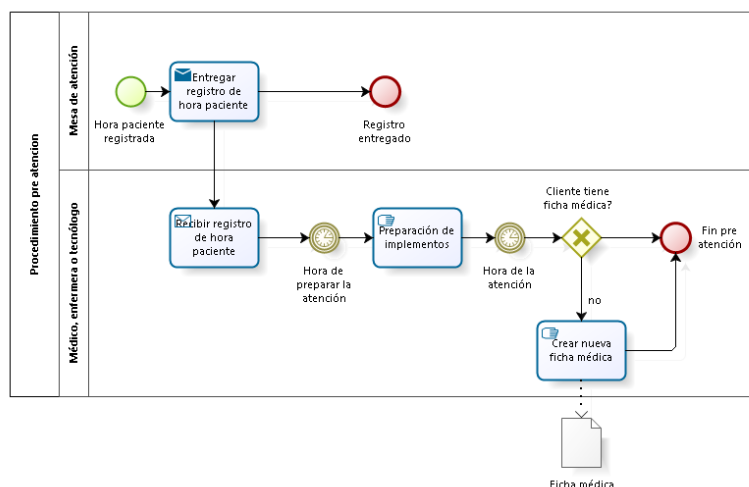 Procedimiento pre atencion
Mesa de atención
Entregar
registro de
hora paciente
Hora paciente
registrada
Registro
entregado
Médico, enfermera o tecnólogo
Recibir registro
de hora
paciente
Hora de
preparar la
atención
Preparación de
implementos
Hora de la
atención
Cliente tiene
ficha médica?
Fin pre
atención
no
Crear nueva
ficha médica
Ficha médica